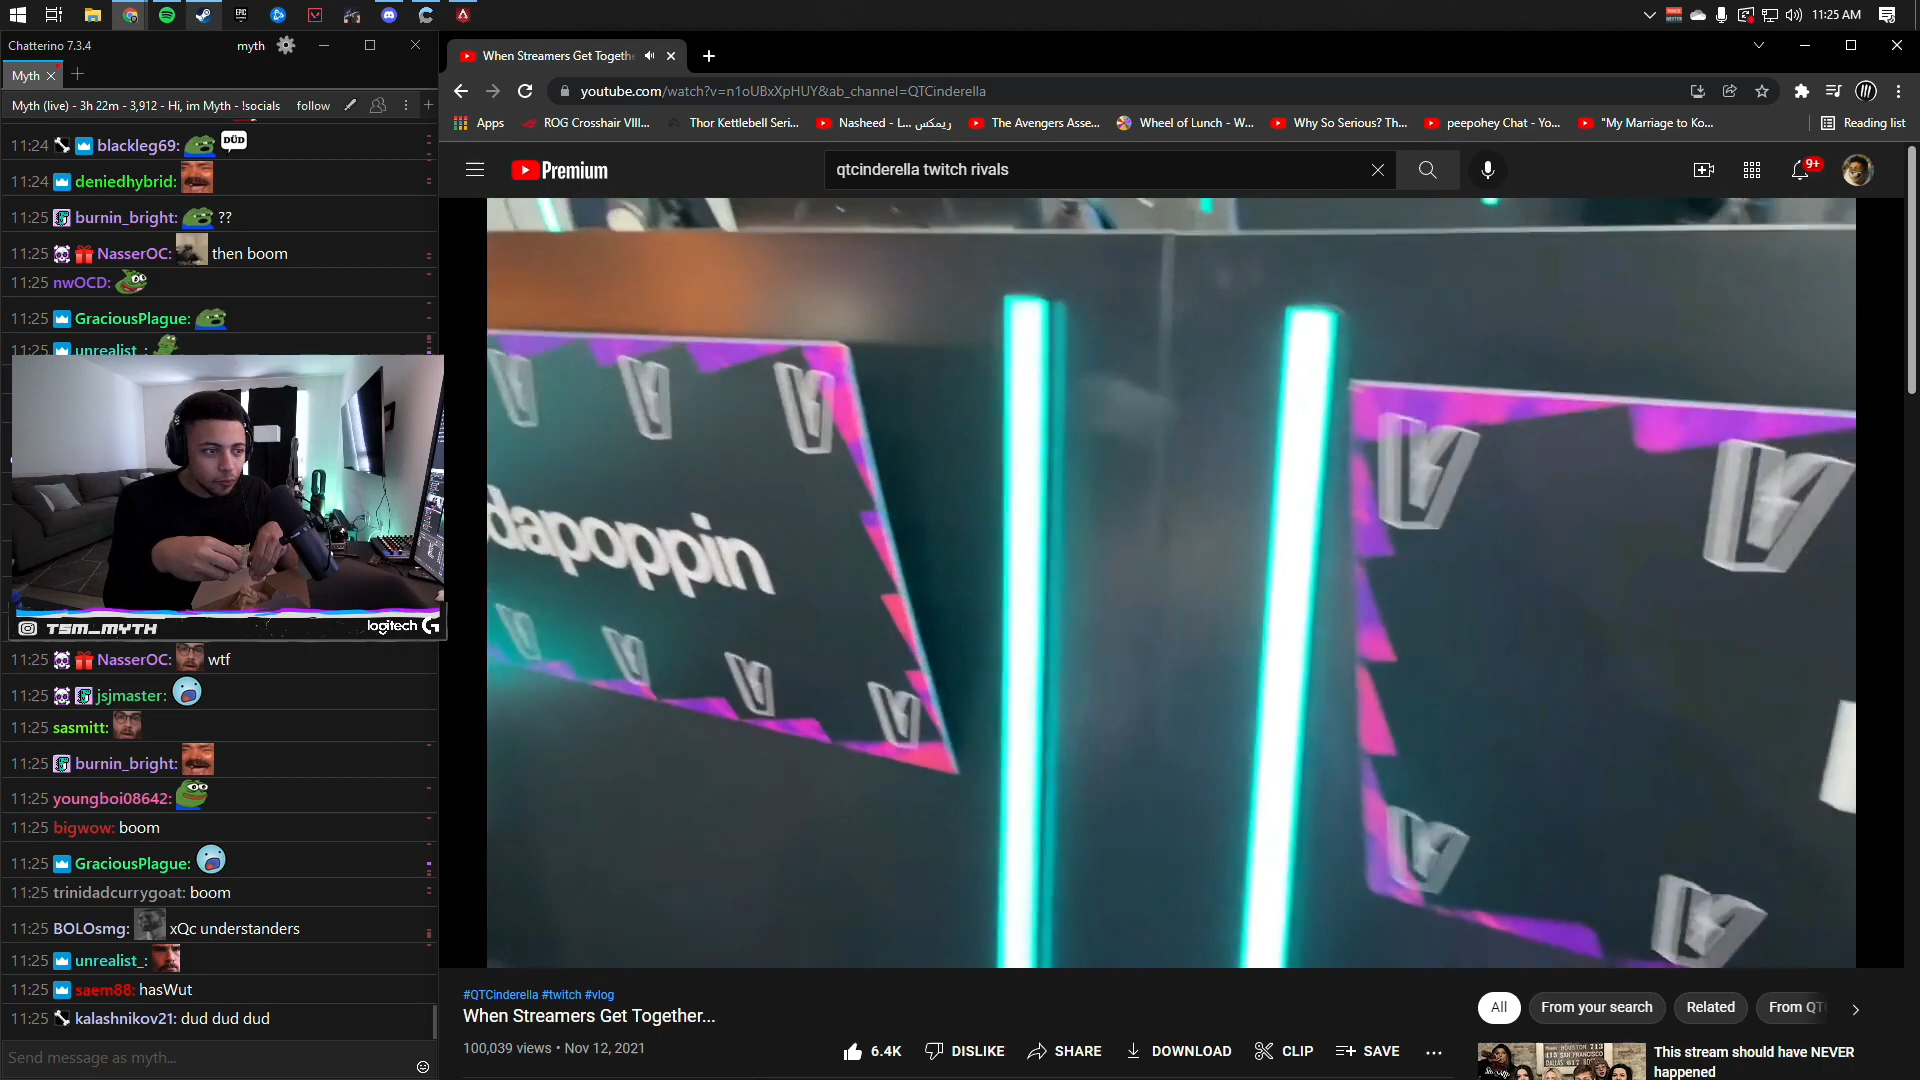 11:25 AM
Chatterino 7.3.4
myth
Myth
Myth (live) - 3h 22m - 3,912 - Hi, im Myth - !socials
follow
11:24 blackleg69: DÜD
11:24 deniedhybrid:
11:25 burnin_bright: ??
11:25 NasserOC: then boom
11:25 nwOCD:
11:25 GraciousPlague:
11:25 unrealist_:
TSM_MYTH
logitech G
11:25 NasserOC: wtf
11:25 jsjmaster:
11:25 sasmitt:
11:25 burnin_bright:
11:25 youngboi08642:
11:25 bigwow: boom
11:25 GraciousPlague:
11:25 trinidadcurrygoat: boom
11:25 BOLOsmg: xQc understanders
11:25 unrealist_:
11:25 saem88: hasWut
11:25 kalashnikov21: dud dud dud
Send message as myth...
When Streamers Get Togethe
youtube.com/watch?v=n1oUBxXpHUY&ab_channel=QTCinderella
Apps
ROG Crosshair VIII...
Thor Kettlebell Seri...
Nasheed - L... ريمكس
The Avengers Asse...
Wheel of Lunch - W...
Why So Serious? Th...
peepohey Chat - Yo...
"My Marriage to Ko...
Reading list
Premium
qtcinderella twitch rivals
9+
dapoppin
#QTCinderella #twitch #vlog
When Streamers Get Together...
100,039 views • Nov 12, 2021
6.4K
DISLIKE
SHARE
DOWNLOAD
CLIP
SAVE
All
From your search
Related
From QTC
This stream should have NEVER
happened